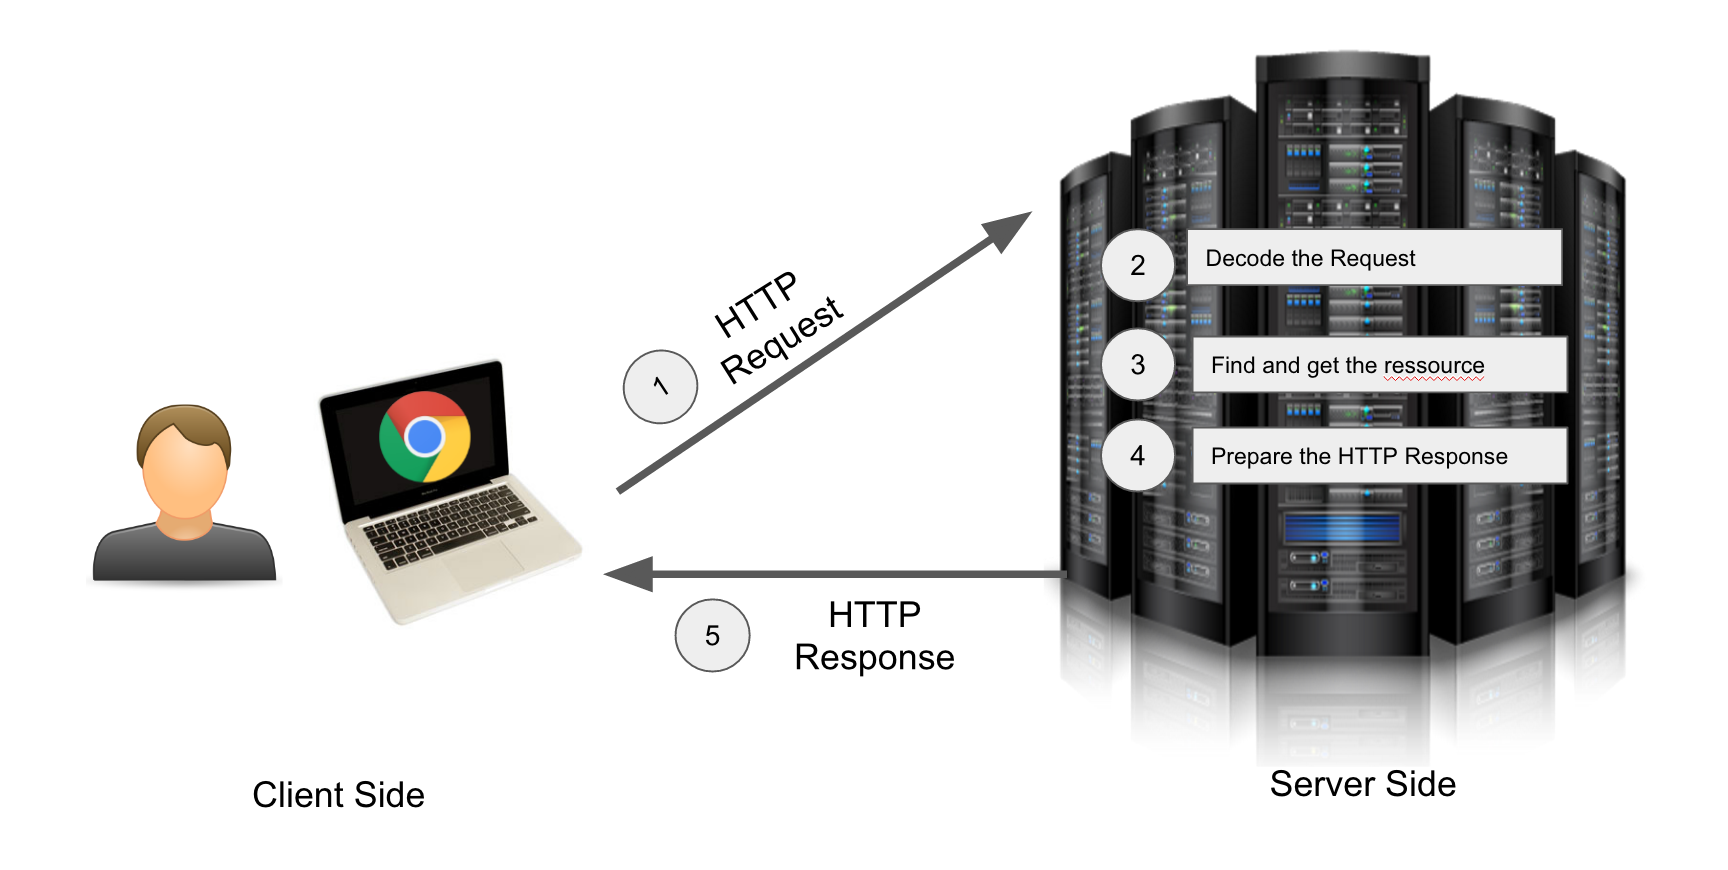 1
HTTP
Request
2
Decode the Request
3
Find and get the ressource
4
Prepare the HTTP Response
5
HTTP
Response
Client Side
Server Side